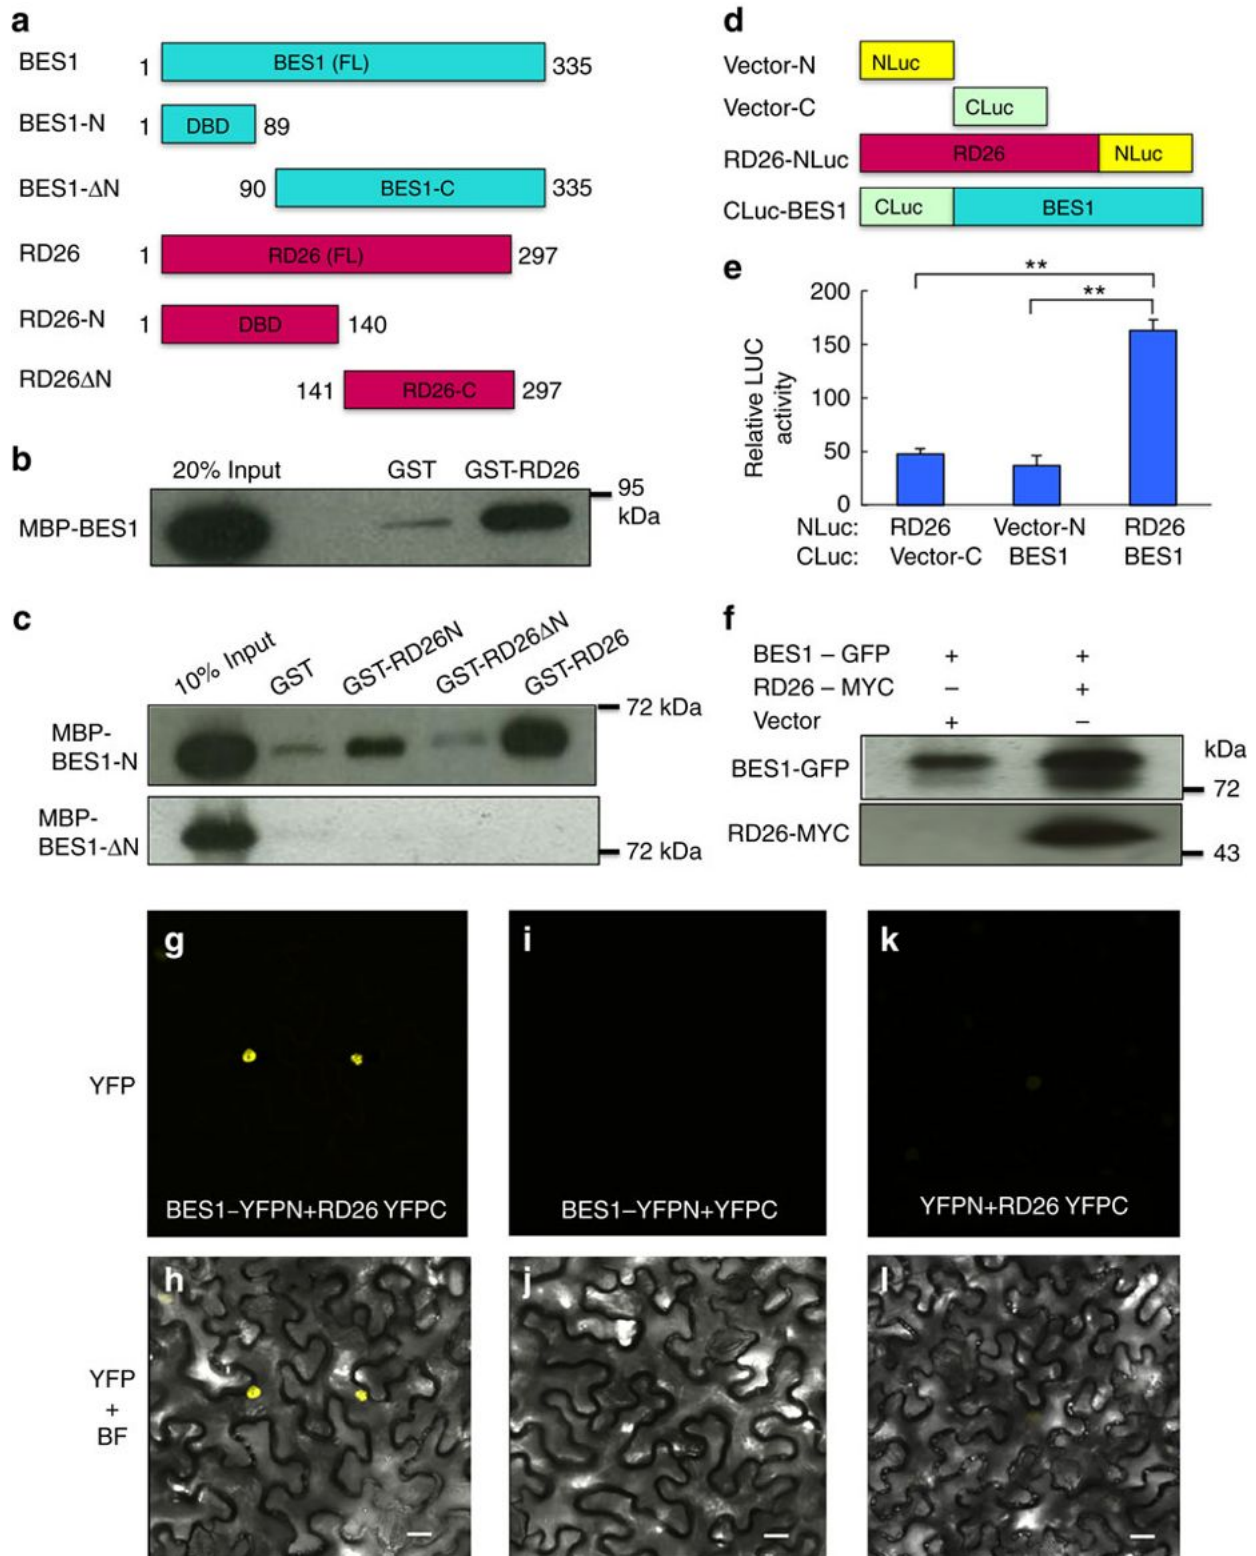 a
BES1 1 BES1 (FL) 335
BES1-N 1 DBD 89
BES1-ΔN 90 BES1-C 335
RD26 1 RD26 (FL) 297
RD26-N 1 DBD 140
RD26ΔN 141 RD26-C 297
b
20% Input GST GST-RD26
95
kDa
MBP-BES1
c
10% Input GST GST-RD26N GST-RD26ΔN GST-RD26
72 kDa
MBP-
BES1-N
MBP-
BES1-ΔN
72 kDa
d
Vector-N NLuc
Vector-C CLuc
RD26-NLuc RD26 NLuc
CLuc-BES1 CLuc BES1
e
**
**
Relative LUC
activity
200
150
100
50
0
NLuc: RD26 Vector-N RD26
CLuc: Vector-C BES1 BES1
f
BES1 – GFP + +
RD26 – MYC – +
Vector + –
kDa
BES1-GFP
72
RD26-MYC
43
g
i
k
YFP
BES1–YFPN+RD26 YFPC
BES1–YFPN+YFPC
YFPN+RD26 YFPC
h
j
l
YFP
+
BF